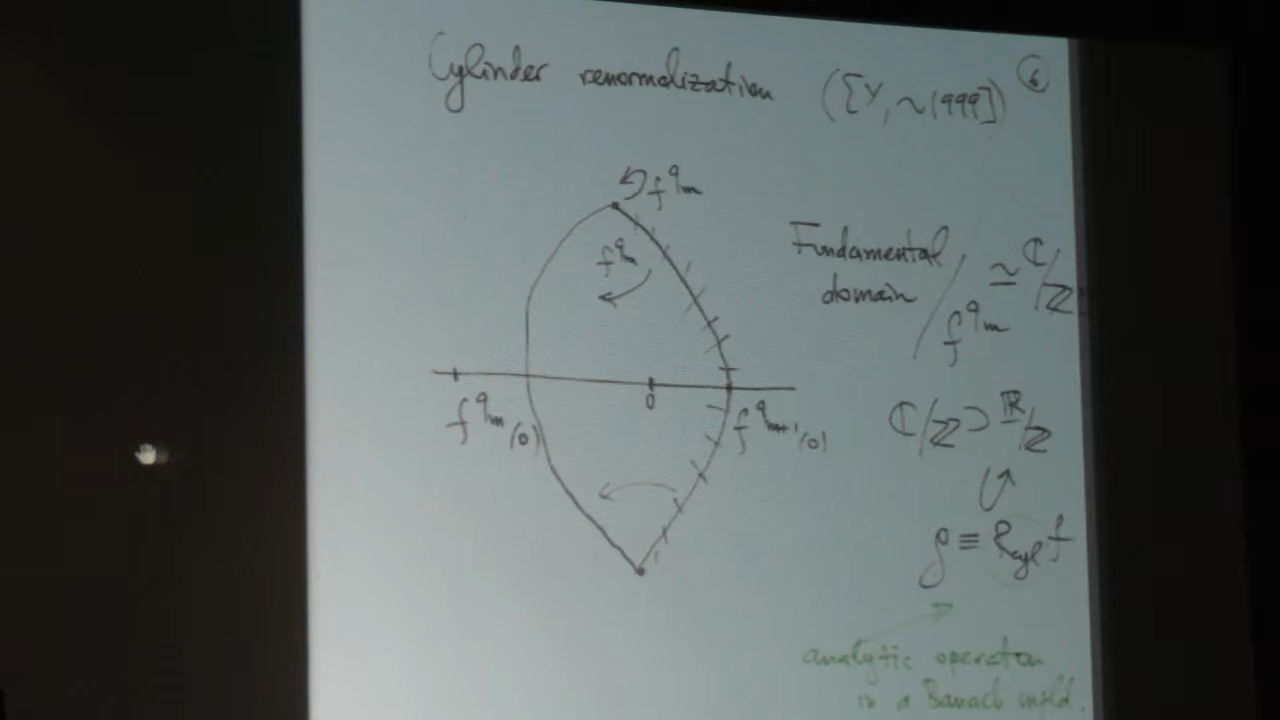 Cylinder renormalization ([Y, ~1999]) 6
f^{q_m}
f^{q_m}
Fundamental
domain / f^{q_m} ≃ ℂ/ℤ
0
f^{q_m}(0)
f^{q_{m+1}}(0)
ℂ/ℤ ⊃ ℝ/ℤ
g ≡ R_{cyl} f
analytic operator
in a Banach mfld.